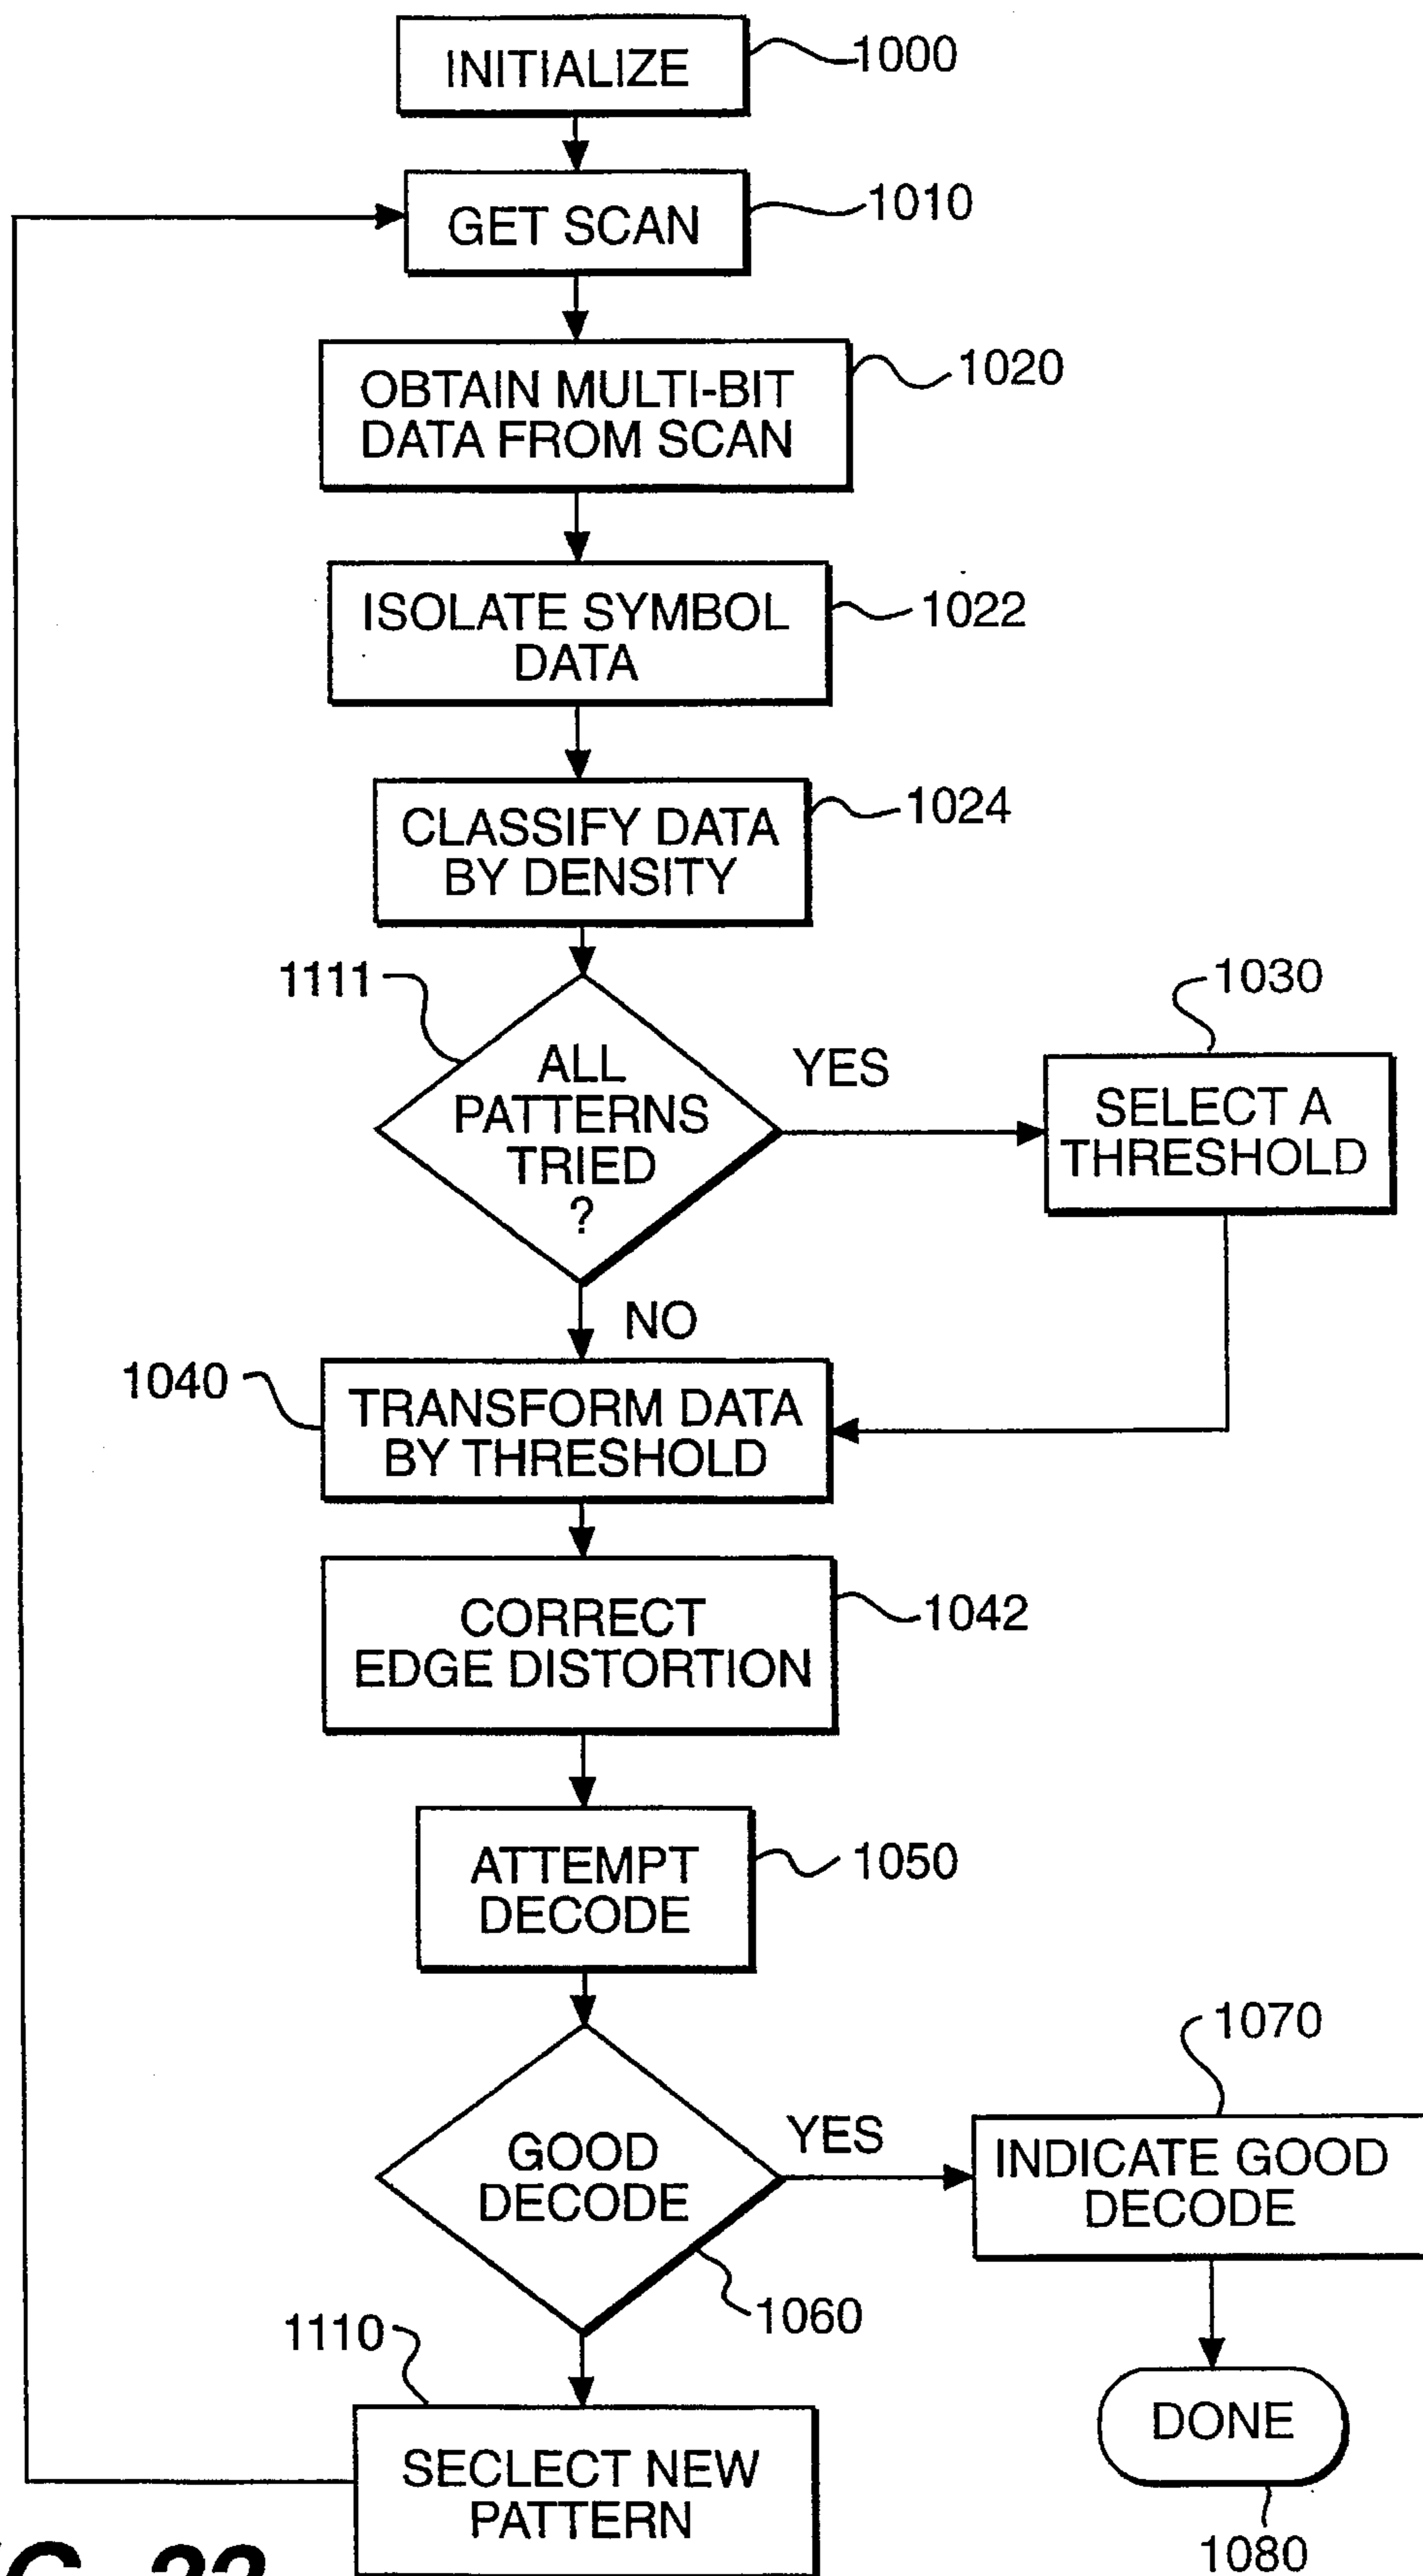 INITIALIZE
1000
GET SCAN
1010
OBTAIN MULTI-BIT
DATA FROM SCAN
1020
ISOLATE SYMBOL
DATA
1022
CLASSIFY DATA
BY DENSITY
1024
1111
ALL
PATTERNS
TRIED
?
YES
1030
SELECT A
THRESHOLD
NO
1040
TRANSFORM DATA
BY THRESHOLD
CORRECT
EDGE DISTORTION
1042
ATTEMPT
DECODE
1050
GOOD
DECODE
YES
1060
1070
INDICATE GOOD
DECODE
DONE
1080
1110
SECLECT NEW
PATTERN